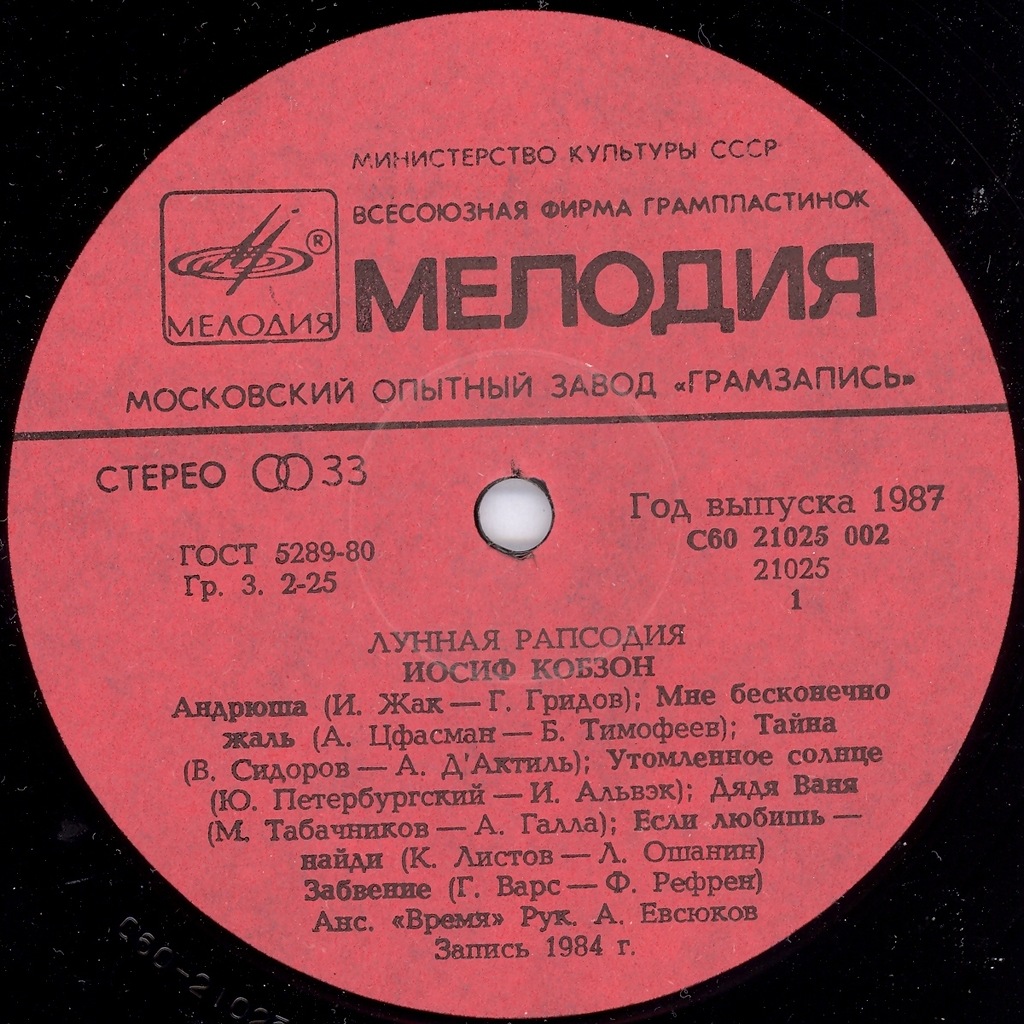 МИНИСТЕРСТВО КУЛЬТУРЫ СССР
ВСЕСОЮЗНАЯ ФИРМА ГРАМПЛАСТИНОК
®
МЕЛОДИЯ
МЕЛОДИЯ
МОСКОВСКИЙ ОПЫТНЫЙ ЗАВОД «ГРАМЗАПИСЬ»
СТЕРЕО 33
ГОСТ 5289-80
Гр. 3. 2-25
Год выпуска 1987
С60 21025 002
21025
1
ЛУННАЯ РАПСОДИЯ
ИОСИФ КОБЗОН
Андрюша (И. Жак — Г. Гридов); Мне бесконечно
жаль (А. Цфасман — Б. Тимофеев); Тайна
(В. Сидоров — А. Д'Актиль); Утомленное солнце
(Ю. Петербургский — И. Альвэк); Дядя Ваня
(М. Табачников — А. Галла); Если любишь —
найди (К. Листов — Л. Ошанин)
Забвение (Г. Варс — Ф. Рефрен)
Анс. «Время» Рук. А. Евсюков
Запись 1984 г.